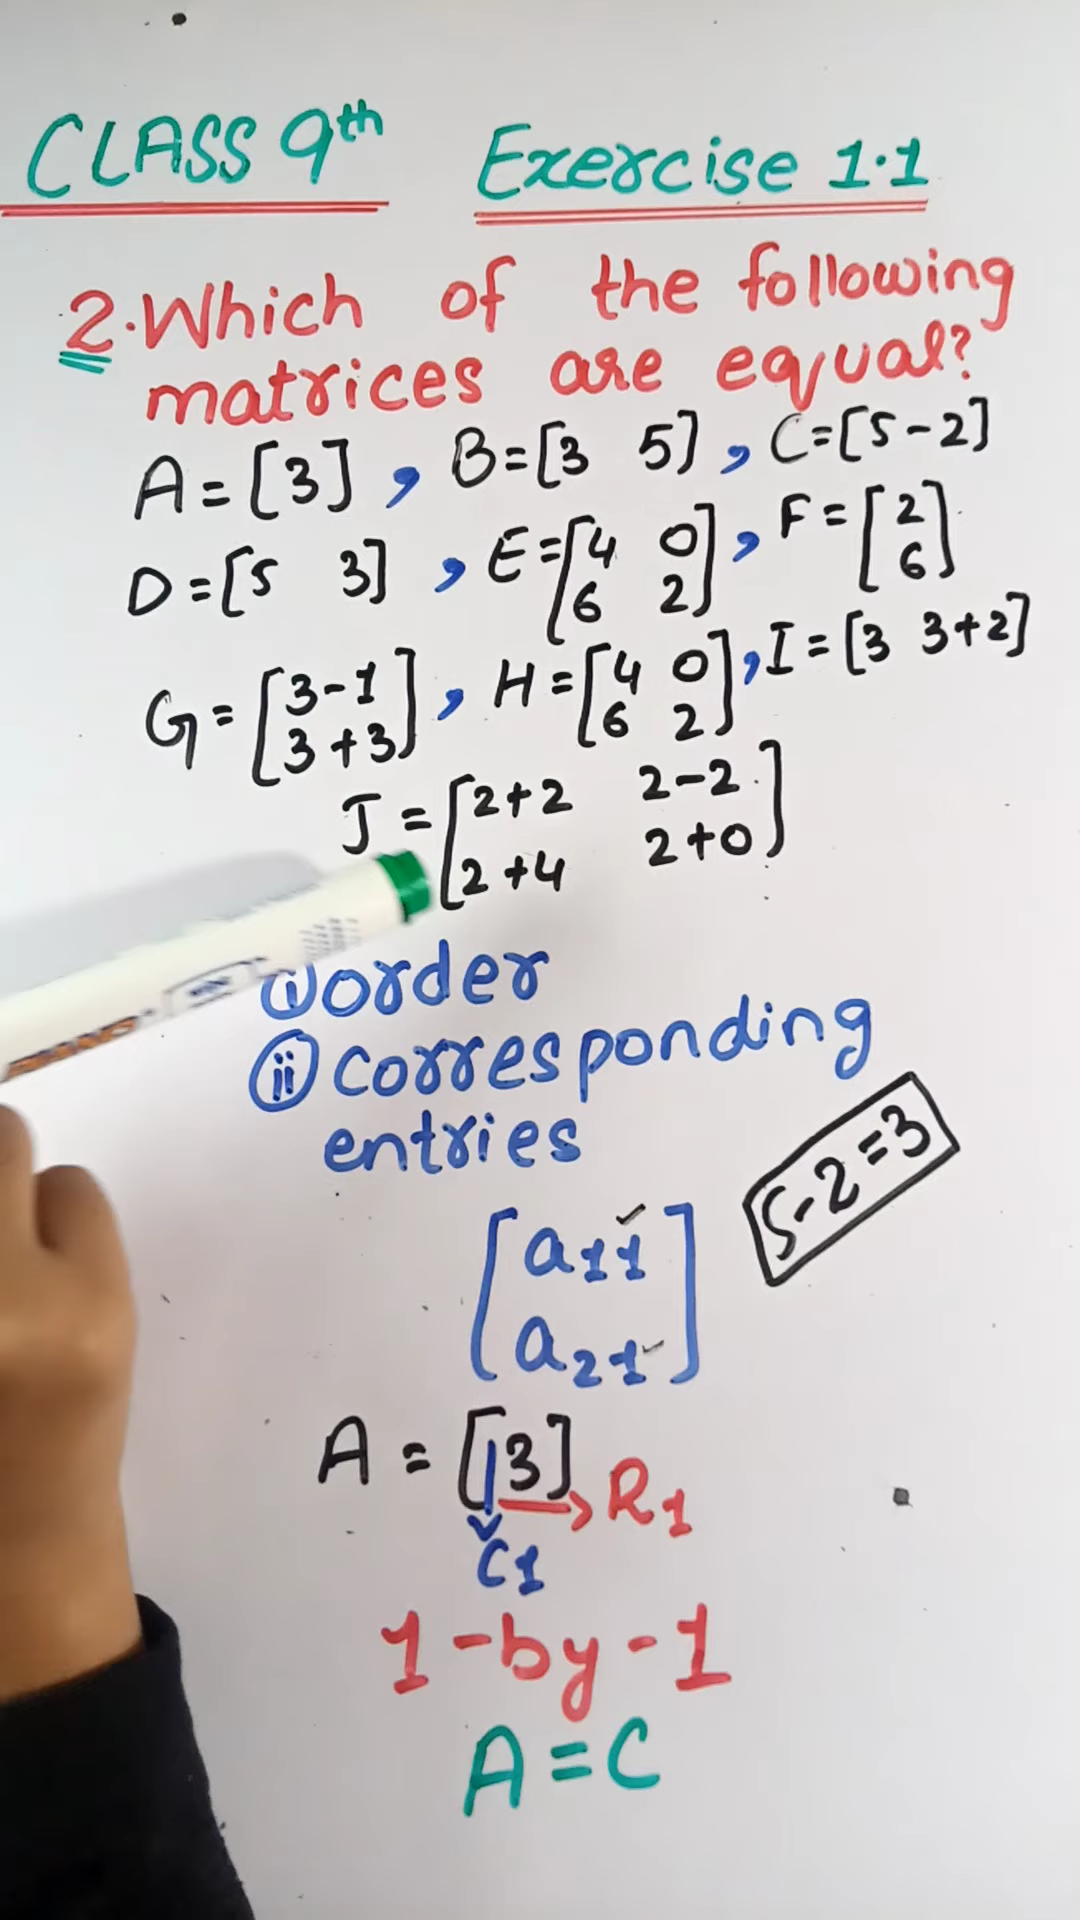 CLASS 9th Exercise 1.1
2. Which of the following
matrices are equal?
A = [3] , B = [3 5] , C = [5-2]
D = [5 3] , E = [4 0 6 2] , F = [2 6]
G = [3-1 3+3] , H = [4 0 6 2] , I = [3 3+2]
J = [2+2 2-2 2+4 2+0]
(i) order
(ii) corresponding
entries
5-2=3
[a11
a21]
A = [3] R1
C1
1-by-1
A=C